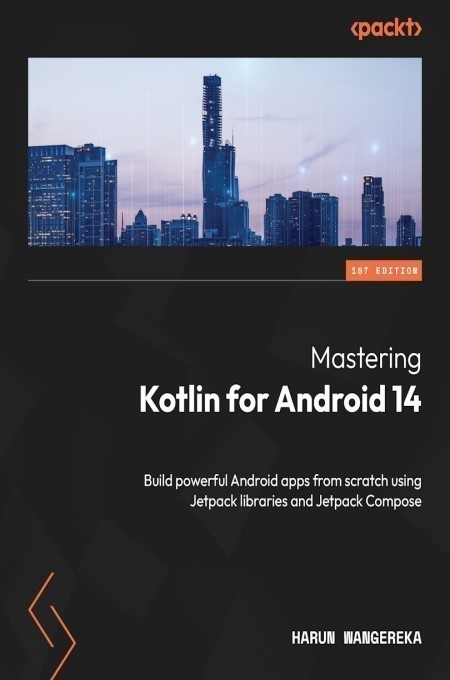 <packt>
1ST EDITION
Mastering
Kotlin for Android 14
Build powerful Android apps from scratch using
Jetpack libraries and Jetpack Compose
HARUN WANGEREKA